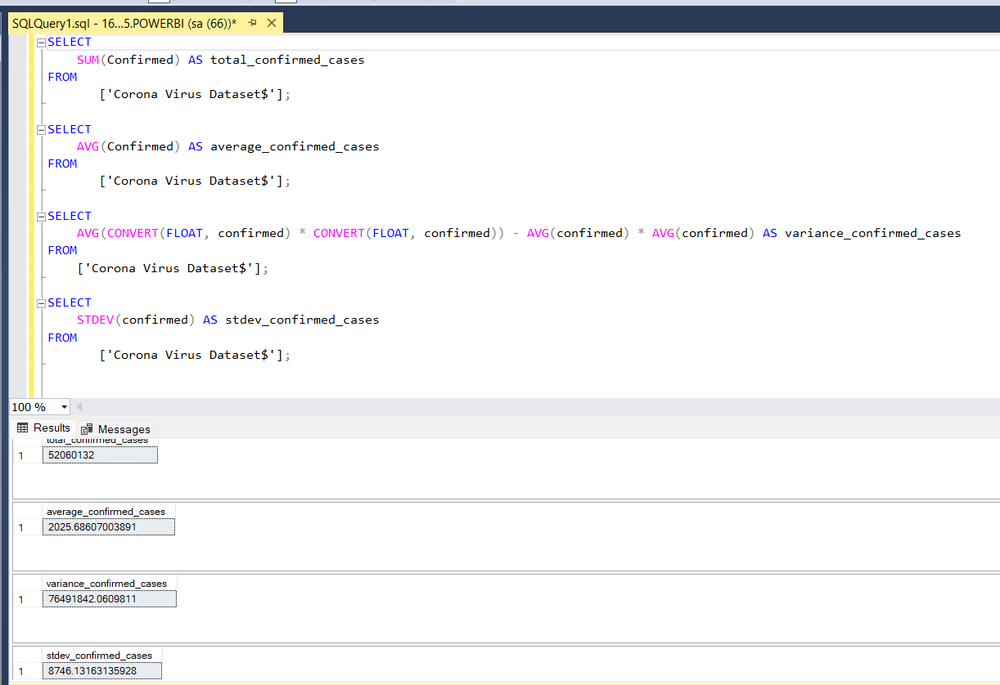 SQLQuery1.sql - 16...5.POWERBI (sa (66))*
SELECT
SUM(Confirmed) AS total_confirmed_cases
FROM
['Corona Virus Dataset$'];
SELECT
AVG(Confirmed) AS average_confirmed_cases
FROM
['Corona Virus Dataset$'];
SELECT
AVG(CONVERT(FLOAT, confirmed) * CONVERT(FLOAT, confirmed)) - AVG(confirmed) * AVG(confirmed) AS variance_confirmed_cases
FROM
['Corona Virus Dataset$'];
SELECT
STDEV(confirmed) AS stdev_confirmed_cases
FROM
['Corona Virus Dataset$'];
100 %
Results Messages
total_confirmed_cases
1 52060132
average_confirmed_cases
1 2025.68607003891
variance_confirmed_cases
1 76491842.0609811
stdev_confirmed_cases
1 8746.13163135928